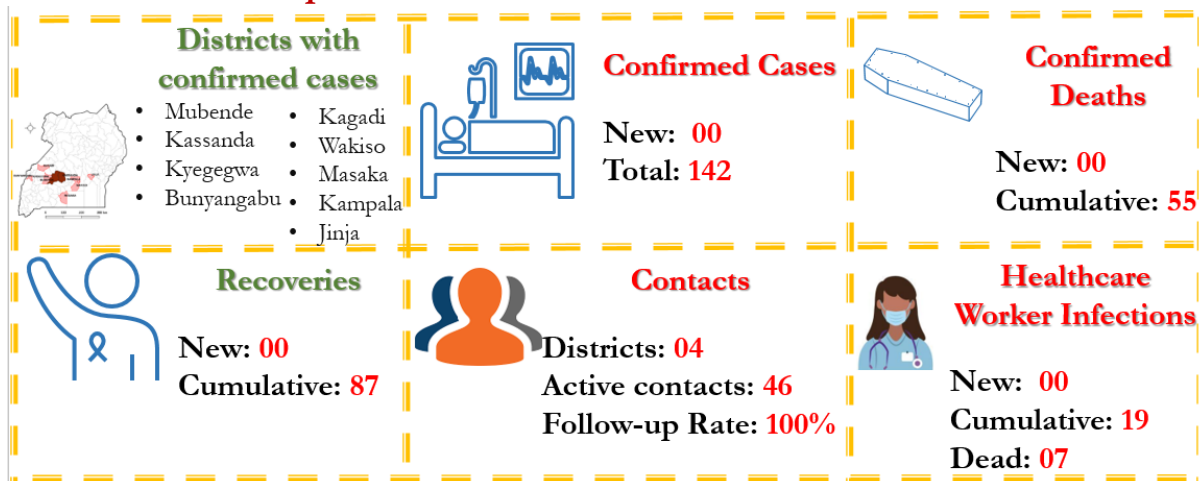 Districts with
confirmed cases
• Mubende
• Kassanda
• Kyegegwa
• Bunyangabu
• Kagadi
• Wakiso
• Masaka
• Kampala
• Jinja
Confirmed Cases
New: 00
Total: 142
Confirmed
Deaths
New: 00
Cumulative: 55
Recoveries
New: 00
Cumulative: 87
Contacts
Districts: 04
Active contacts: 46
Follow-up Rate: 100%
Healthcare
Worker Infections
New: 00
Cumulative: 19
Dead: 07